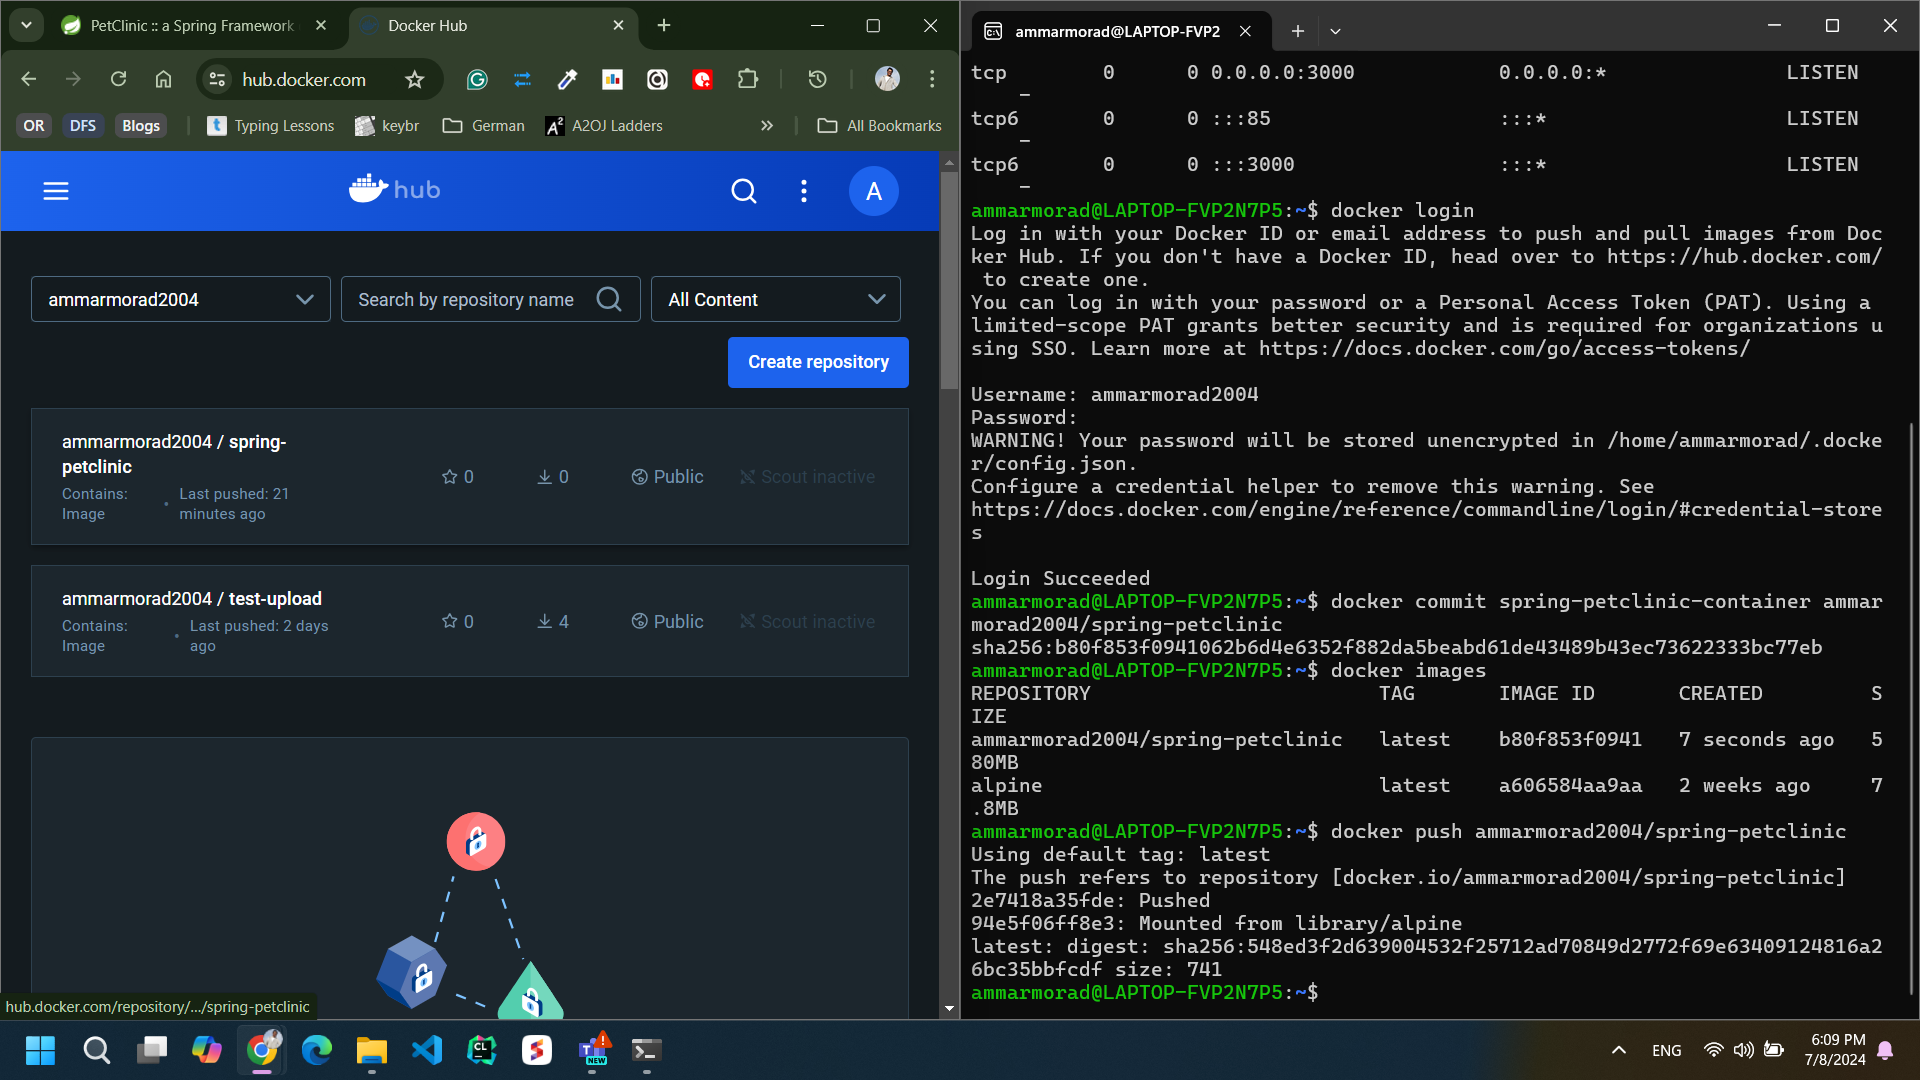 PetClinic :: a Spring Framework
Docker Hub
hub.docker.com
OR
DFS
Blogs
Typing Lessons
keybr
German
A2OJ Ladders
All Bookmarks
hub
A
ammarmorad2004
Search by repository name
All Content
Create repository
ammarmorad2004 / spring-
petclinic
Contains:
Image
Last pushed: 21
minutes ago
0
0
Public
Scout inactive
ammarmorad2004 / test-upload
Contains:
Image
Last pushed: 2 days
ago
0
4
Public
Scout inactive
hub.docker.com/repository/.../spring-petclinic
ammarmorad@LAPTOP-FVP2
tcp        0      0 0.0.0.0:3000            0.0.0.0:*               LISTEN
    -
tcp6       0      0 :::85                   :::*                    LISTEN
    -
tcp6       0      0 :::3000                 :::*                    LISTEN
    -
ammarmorad@LAPTOP-FVP2N7P5:~$ docker login
Log in with your Docker ID or email address to push and pull images from Doc
ker Hub. If you don't have a Docker ID, head over to https://hub.docker.com/
 to create one.
You can log in with your password or a Personal Access Token (PAT). Using a
limited-scope PAT grants better security and is required for organizations u
sing SSO. Learn more at https://docs.docker.com/go/access-tokens/
Username: ammarmorad2004
Password:
WARNING! Your password will be stored unencrypted in /home/ammarmorad/.docke
r/config.json.
Configure a credential helper to remove this warning. See
https://docs.docker.com/engine/reference/commandline/login/#credential-store
s
Login Succeeded
ammarmorad@LAPTOP-FVP2N7P5:~$ docker commit spring-petclinic-container ammar
morad2004/spring-petclinic
sha256:b80f853f0941062b6d4e6352f882da5beabd61de43489b43ec73622333bc77eb
ammarmorad@LAPTOP-FVP2N7P5:~$ docker images
REPOSITORY                        TAG       IMAGE ID       CREATED         S
IZE
ammarmorad2004/spring-petclinic   latest    b80f853f0941   7 seconds ago   5
80MB
alpine                            latest    a606584aa9aa   2 weeks ago     7
.8MB
ammarmorad@LAPTOP-FVP2N7P5:~$ docker push ammarmorad2004/spring-petclinic
Using default tag: latest
The push refers to repository [docker.io/ammarmorad2004/spring-petclinic]
2e7418a35fde: Pushed
94e5f06ff8e3: Mounted from library/alpine
latest: digest: sha256:548ed3f2d639004532f25712ad70849d2772f69e63409124816a2
6bc35bbfcdf size: 741
ammarmorad@LAPTOP-FVP2N7P5:~$
CL
T
NEW
ENG
6:09 PM
7/8/2024